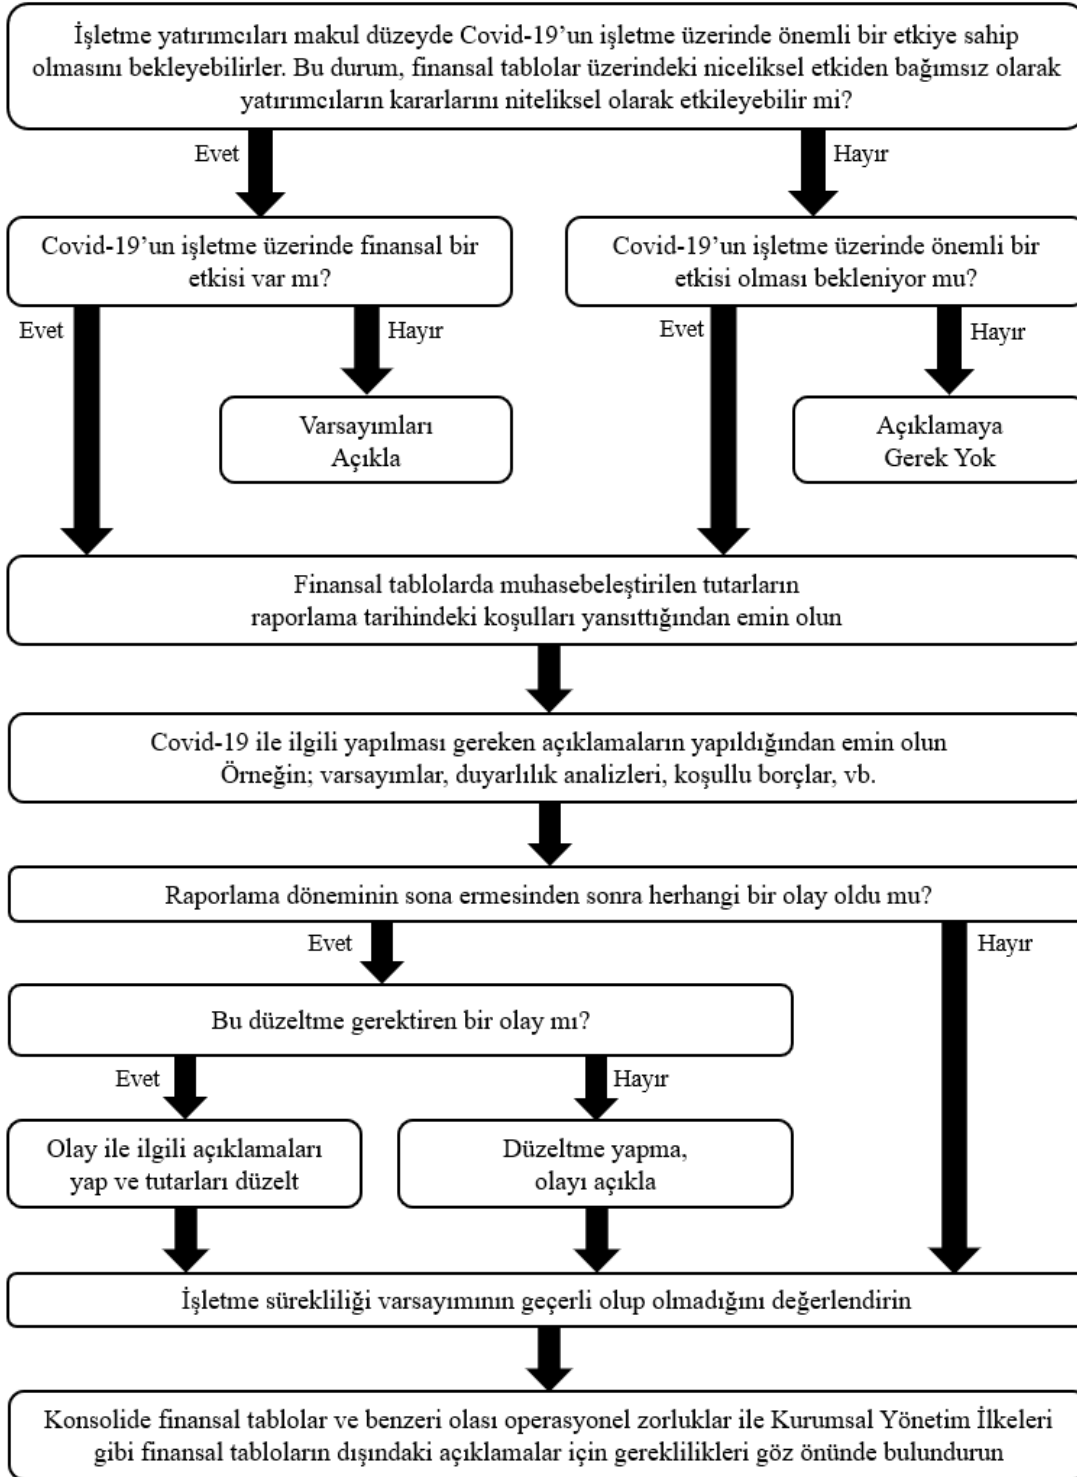 İşletme yatırımcıları makul düzeyde Covid-19’un işletme üzerinde önemli bir etkiye sahip
olmasını bekleyebilirler. Bu durum, finansal tablolar üzerindeki niceliksel etkiden bağımsız olarak
yatırımcıların kararlarını niteliksel olarak etkileyebilir mi?
Evet
Hayır
Covid-19’un işletme üzerinde finansal bir
etkisi var mı?
Covid-19’un işletme üzerinde önemli bir
etkisi olması bekleniyor mu?
Evet
Hayır
Evet
Hayır
Varsayımları
Açıkla
Açıklamaya
Gerek Yok
Finansal tablolarda muhasebeleştirilen tutarların
raporlama tarihindeki koşulları yansıttığından emin olun
Covid-19 ile ilgili yapılması gereken açıklamaların yapıldığından emin olun
Örneğin; varsayımlar, duyarlılık analizleri, koşullu borçlar, vb.
Raporlama döneminin sona ermesinden sonra herhangi bir olay oldu mu?
Evet
Hayır
Bu düzeltme gerektiren bir olay mı?
Evet
Hayır
Olay ile ilgili açıklamaları
yap ve tutarları düzelt
Düzeltme yapma,
olayı açıkla
İşletme sürekliliği varsayımının geçerli olup olmadığını değerlendirin
Konsolide finansal tablolar ve benzeri olası operasyonel zorluklar ile Kurumsal Yönetim İlkeleri
gibi finansal tabloların dışındaki açıklamalar için gereklilikleri göz önünde bulundurun